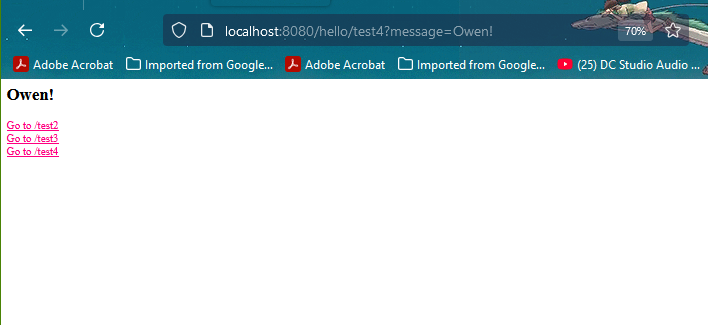 localhost:8080/hello/test4?message=Owen!
70%
Adobe Acrobat Imported from Google... Adobe Acrobat Imported from Google... (25) DC Studio Audio ...
Owen!
Go to /test2
Go to /test3
Go to /test4